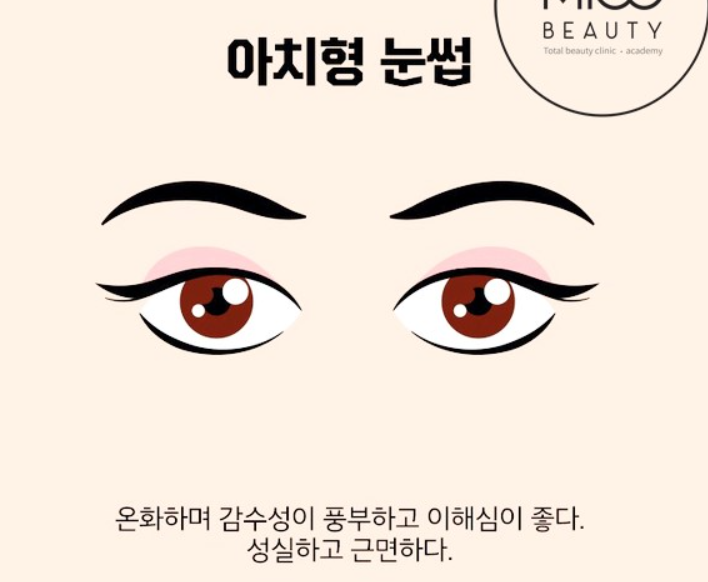 BEAUTY
Total beauty clinic • academy
아치형 눈썹
온화하며 감수성이 풍부하고 이해심이 좋다.
성실하고 근면하다.